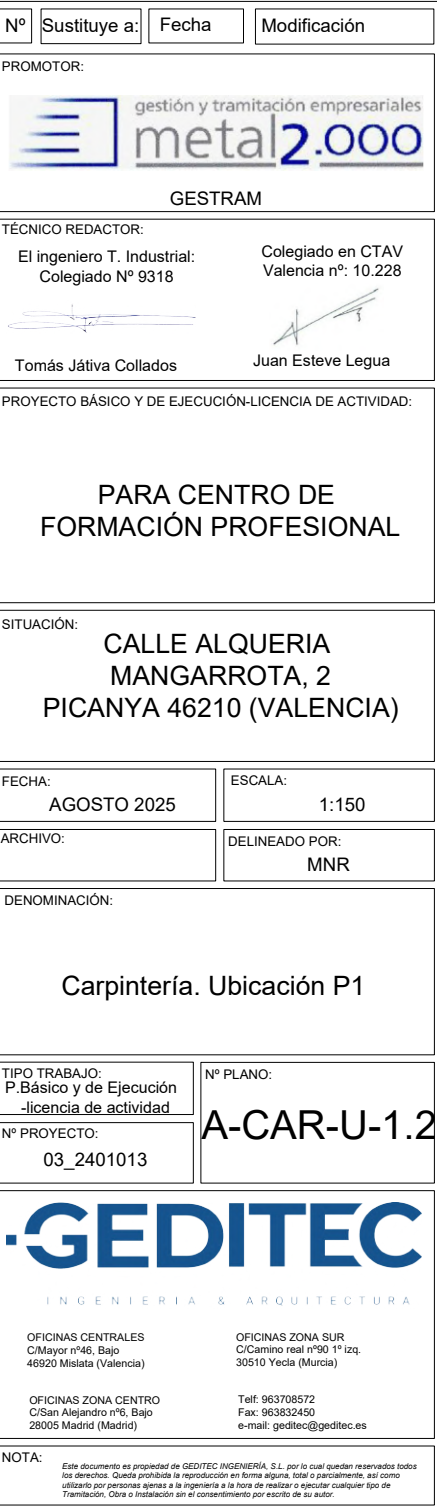 Nº Sustituye a: Fecha Modificación
PROMOTOR:
gestión y tramitación empresariales
metal2.000
GESTRAM
TÉCNICO REDACTOR:
El ingeniero T. Industrial:
Colegiado Nº 9318
Tomás Játiva Collados
Colegiado en CTAV
Valencia nº: 10.228
Juan Esteve Legua
PROYECTO BÁSICO Y DE EJECUCIÓN-LICENCIA DE ACTIVIDAD:
PARA CENTRO DE
FORMACIÓN PROFESIONAL
SITUACIÓN:
CALLE ALQUERIA
MANGARROTA, 2
PICANYA 46210 (VALENCIA)
FECHA:
AGOSTO 2025
ESCALA:
1:150
ARCHIVO:
DELINEADO POR:
MNR
DENOMINACIÓN:
Carpintería. Ubicación P1
TIPO TRABAJO:
P.Básico y de Ejecución
-licencia de actividad
Nº PROYECTO:
03_2401013
Nº PLANO:
A-CAR-U-1.2
GEDITEC
INGENIERIA & ARQUITECTURA
OFICINAS CENTRALES
C/Mayor nº46, Bajo
46920 Mislata (Valencia)
OFICINAS ZONA SUR
C/Camino real nº90 1º izq.
30510 Yecla (Murcia)
OFICINAS ZONA CENTRO
C/San Alejandro nº6, Bajo
28005 Madrid (Madrid)
Telf: 963708572
Fax: 963832450
e-mail: geditec@geditec.es
NOTA:
Este documento es propiedad de GEDITEC INGENIERÍA, S.L. por lo cual quedan reservados todos
los derechos. Queda prohibida la reproducción en forma alguna, total o parcialmente, así como
utilizarlo por personas ajenas a la ingeniería a la hora de realizar o ejecutar cualquier tipo de
Tramitación, Obra o Instalación sin el consentimiento por escrito de su autor.